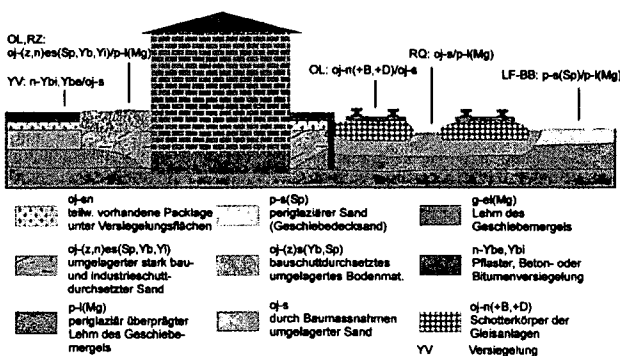 OL,RZ:
oj-(z,n)es(Sp,Yb,Yi)/p-l(Mg)
YV: n-Ybi,Ybe/oj-s
OL: oj-n(+B,+D)/oj-s
RQ: oj-s/p-l(Mg)
LF-BB: p-s(Sp)/p-l(Mg)
oj-sn
teilw. vorhandene Packlage
unter Versiegelungsflächen
p-s(Sp)
periglaziärer Sand
(Geschiebedecksand)
g-el(Mg)
Lehm des
Geschiebemergels
oj-(z,n)es(Sp,Yb,Yi)
umgelagerter stark bau-
und industrieschutt-
durchsetzter Sand
oj-(z)s(Yb,Sp)
bauschuttdurchsetztes
umgelagertes Bodenmat.
n-Ybe,Ybi
Pflaster, Beton- oder
Bitumenversiegelung
p-l(Mg)
periglaziär überprägter
Lehm des Geschiebe-
mergels
oj-s
durch Baumassnahmen
umgelagerter Sand
oj-n(+B,+D)
Schotterkörper der
Gleisanlagen
YV Versiegelung